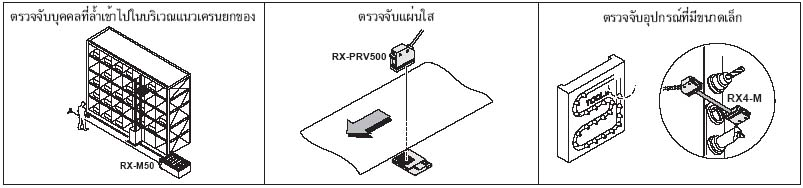 ตรวจจับบุคคลที่ล้ำเข้าไปในบริเวณแนวเครนยกของ
RX-M50
ตรวจจับแผ่นใส
RX-PRV500
ตรวจจับอุปกรณ์ที่มีขนาดเล็ก
RX4-M